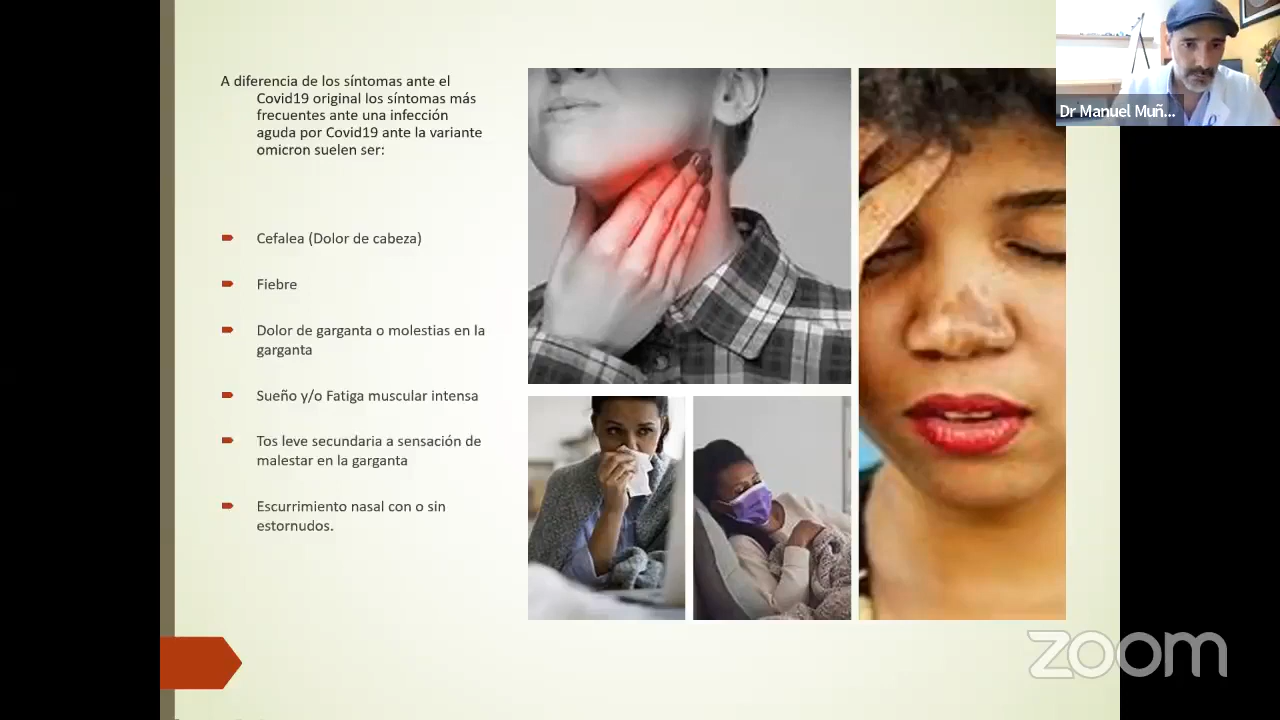 A diferencia de los síntomas ante el
Covid19 original los síntomas más
frecuentes ante una infección
aguda por Covid19 ante la variante
omicron suelen ser:
Cefalea (Dolor de cabeza)
Fiebre
Dolor de garganta o molestias en la
garganta
Sueño y/o Fatiga muscular intensa
Tos leve secundaria a sensación de
malestar en la garganta
Escurrimiento nasal con o sin
estornudos.
Dr Manuel Muñ...
zoom